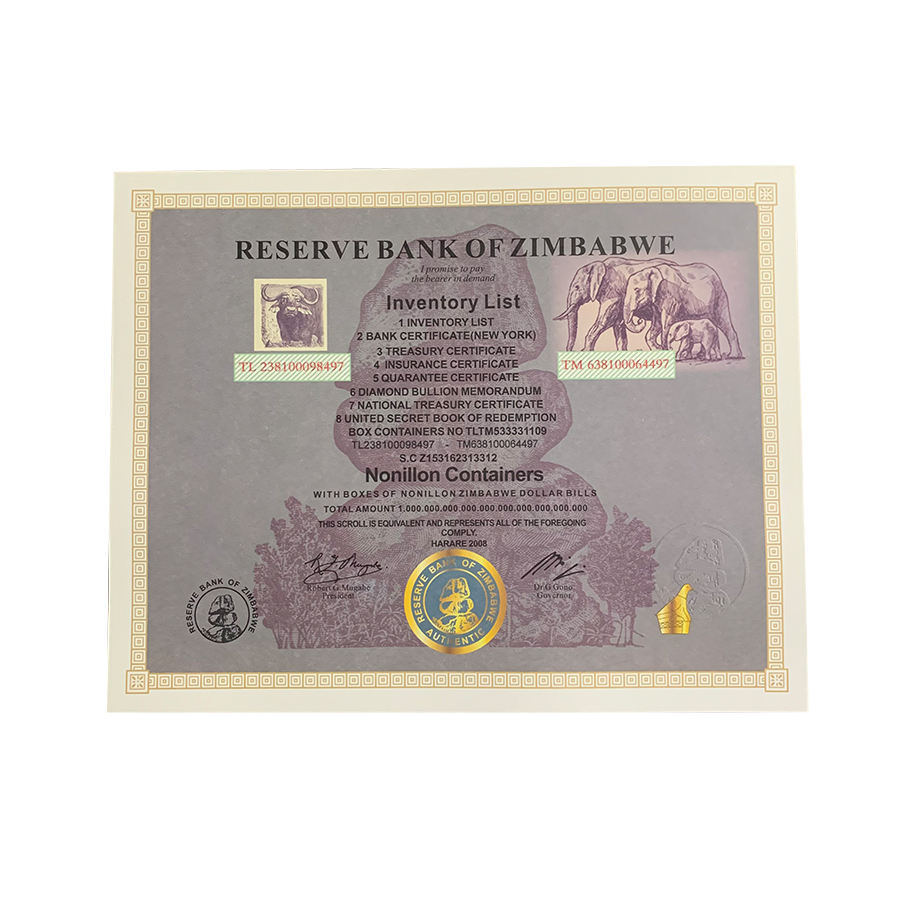 RESERVE BANK OF ZIMBABWE
I promise to pay
the bearer in demand
Inventory List
1 INVENTORY LIST
2 BANK CERTIFICATE(NEW YORK)
3 TREASURY CERTIFICATE
4 INSURANCE CERTIFICATE
5 QUARANTEE CERTIFICATE
6 DIAMOND BULLION MEMORANDUM
7 NATIONAL TREASURY CERTIFICATE
8 UNITED SECRET BOOK OF REDEMPTION
BOX CONTAINERS NO TLTM533331109
TL238100098497 - TM638100064497
S.C Z153162313312
TL 238100098497
TM 638100064497
Nonillon Containers
WITH BOXES OF NONILLON ZIMBABWE DOLLAR BILLS
TOTAL AMOUNT 1.000.000.000.000.000.000.000.000.000.000
THIS SCROLL IS EQUIVALENT AND REPRESENTS ALL OF THE FOREGOING
COMPLY.
HARARE 2008
Robert G.Mugabe
President
Dr G Gono
Governor
RESERVE BANK OF ZIMBABWE
RESERVE BANK OF ZIMBABWE
AUTHENTIC